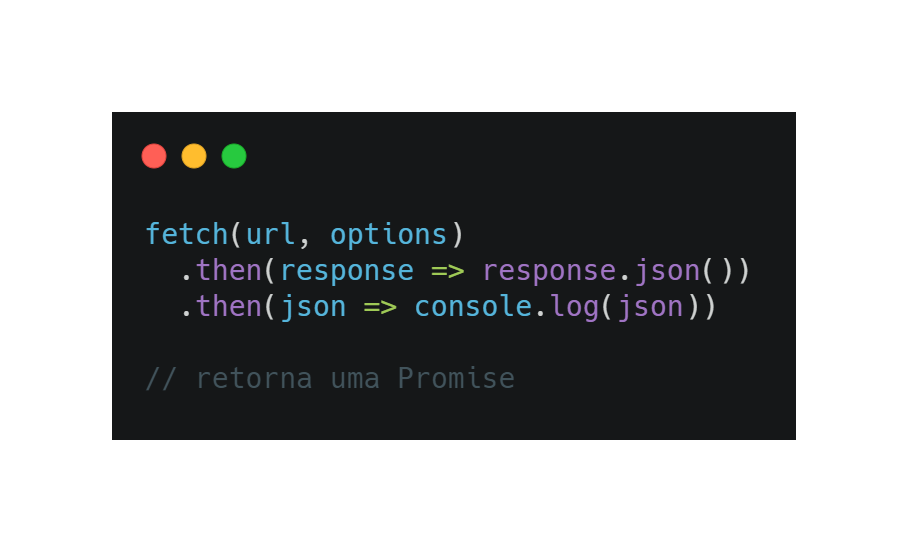 fetch(url, options)
  .then(response => response.json())
  .then(json => console.log(json))
// retorna uma Promise